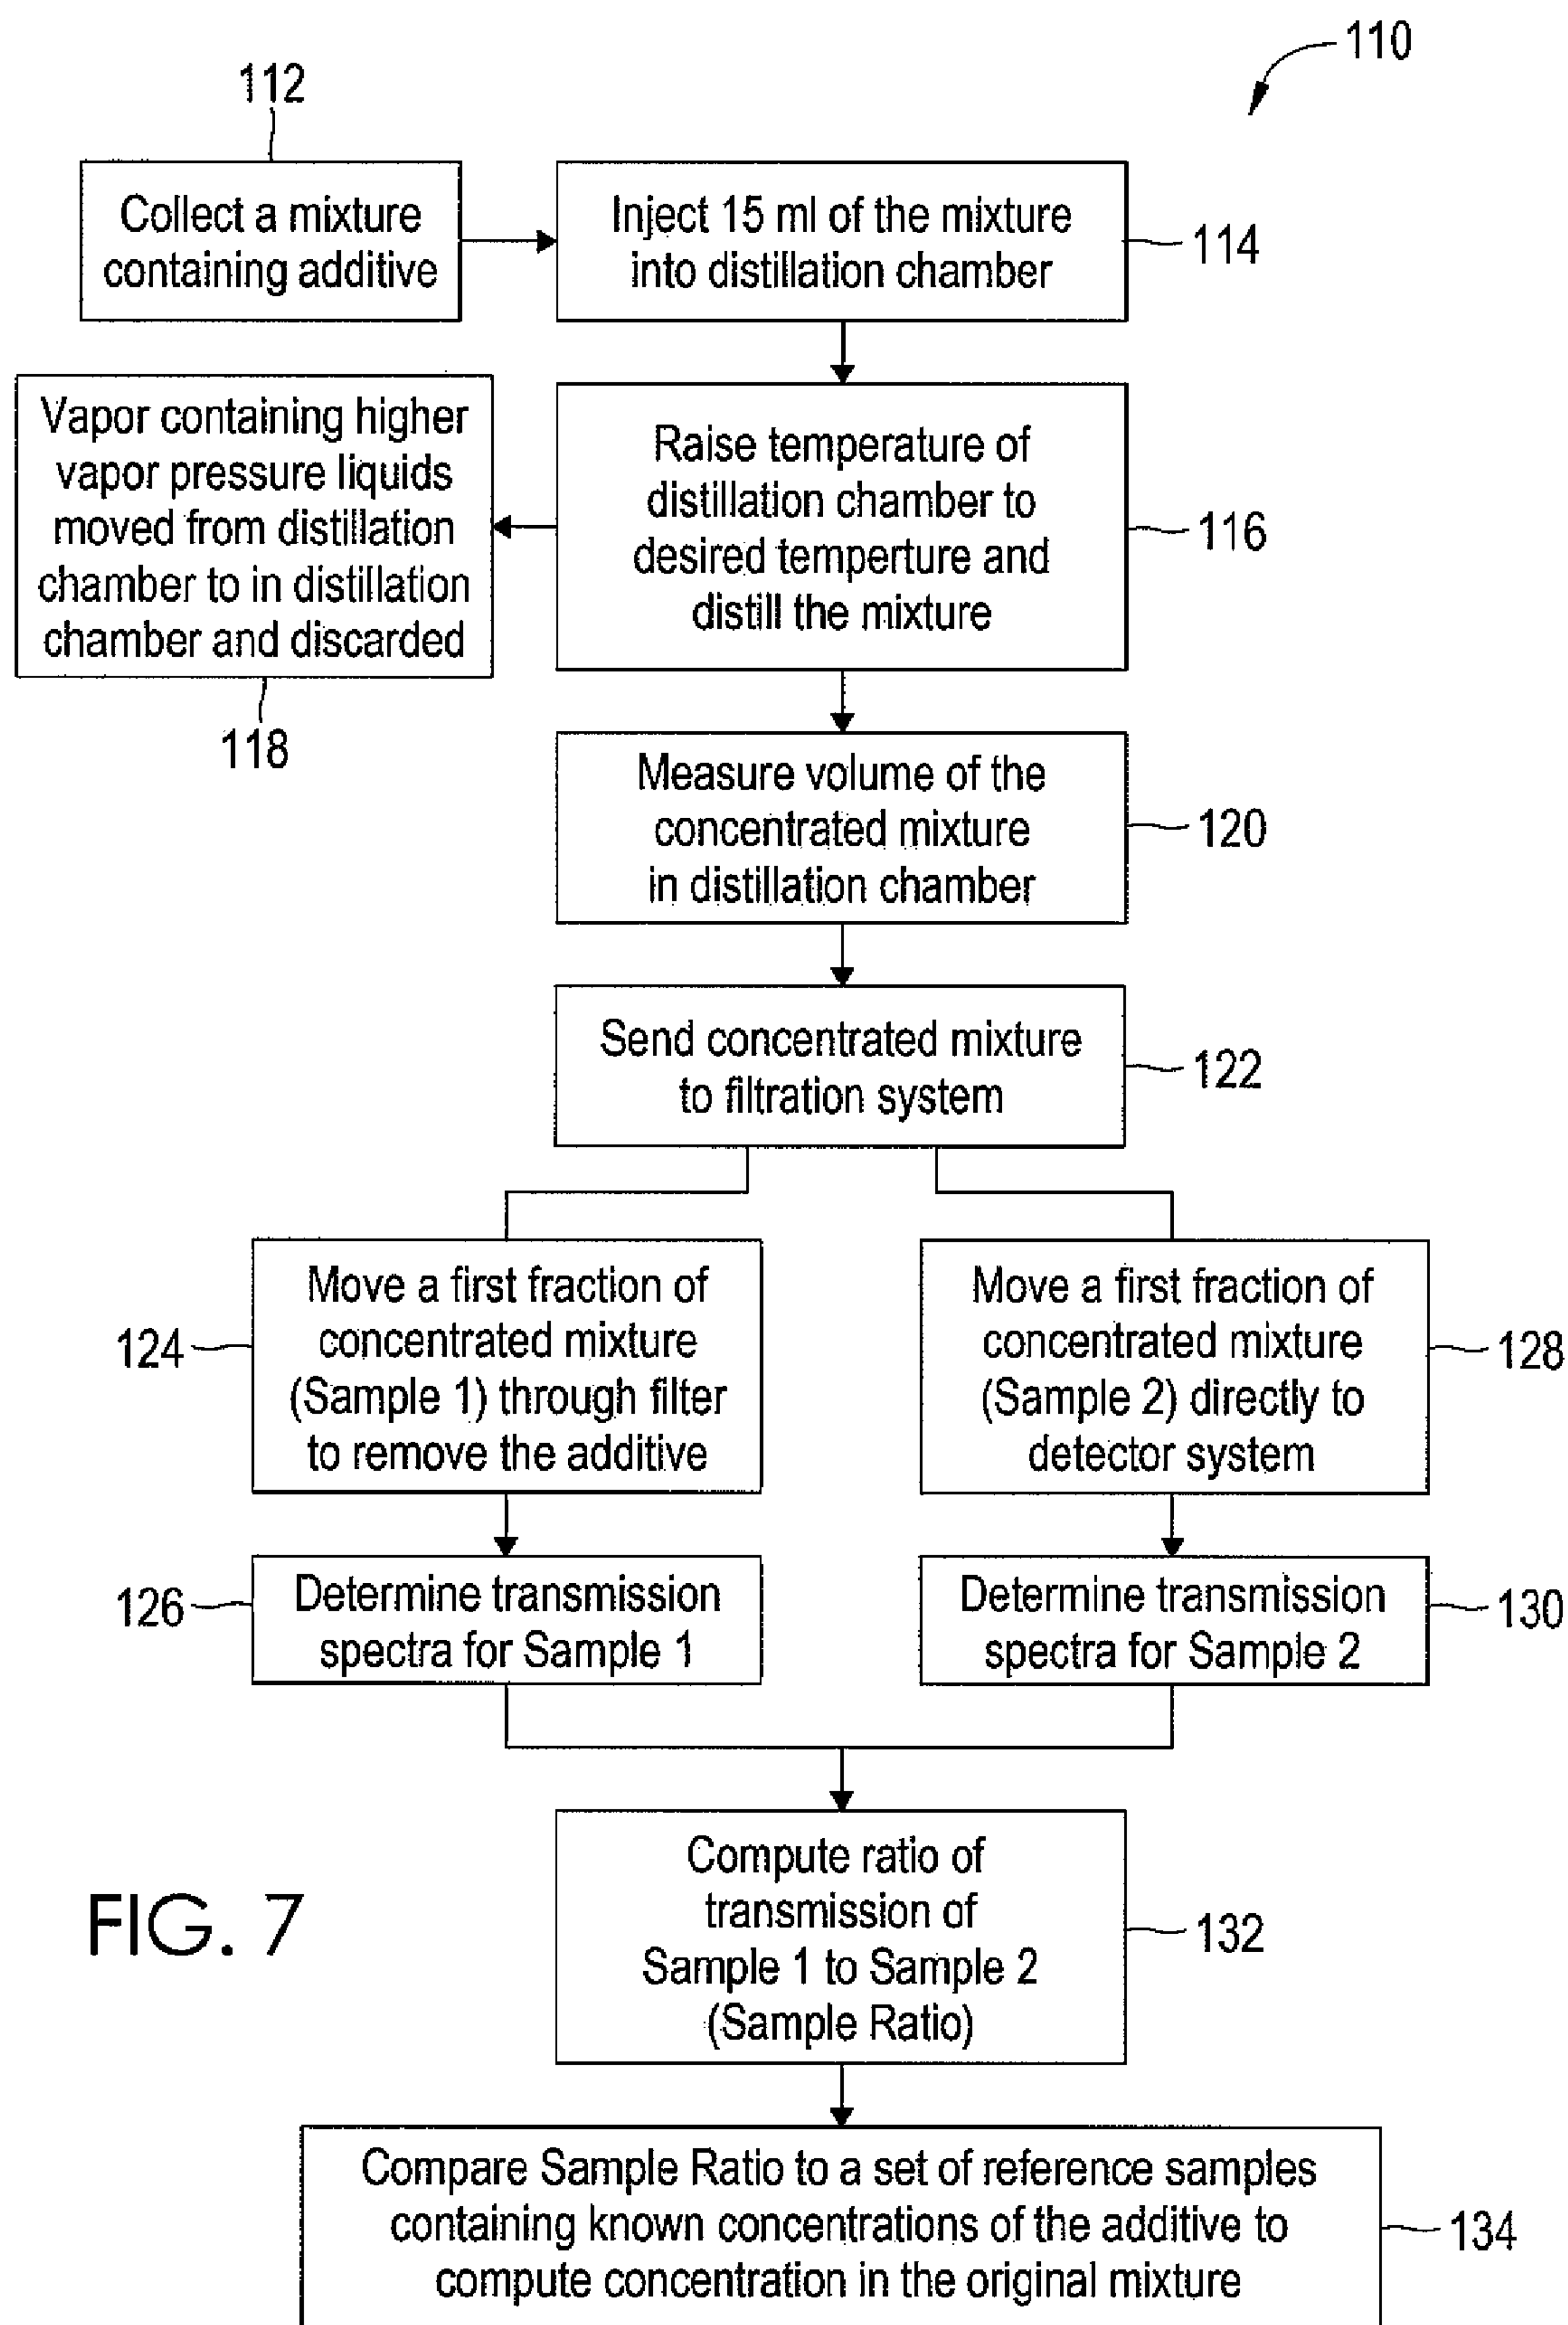 110
112
Collect a mixture
containing additive
Inject 15 ml of the mixture
into distillation chamber
114
Vapor containing higher
vapor pressure liquids
moved from distillation
chamber to in distillation
chamber and discarded
118
Raise temperature of
distillation chamber to
desired temperture and
distill the mixture
116
Measure volume of the
concentrated mixture
in distillation chamber
120
Send concentrated mixture
to filtration system
122
124
Move a first fraction of
concentrated mixture
(Sample 1) through filter
to remove the additive
Move a first fraction of
concentrated mixture
(Sample 2) directly to
detector system
128
126
Determine transmission
spectra for Sample 1
Determine transmission
spectra for Sample 2
130
Compute ratio of
transmission of
Sample 1 to Sample 2
(Sample Ratio)
132
FIG. 7
Compare Sample Ratio to a set of reference samples
containing known concentrations of the additive to
compute concentration in the original mixture
134